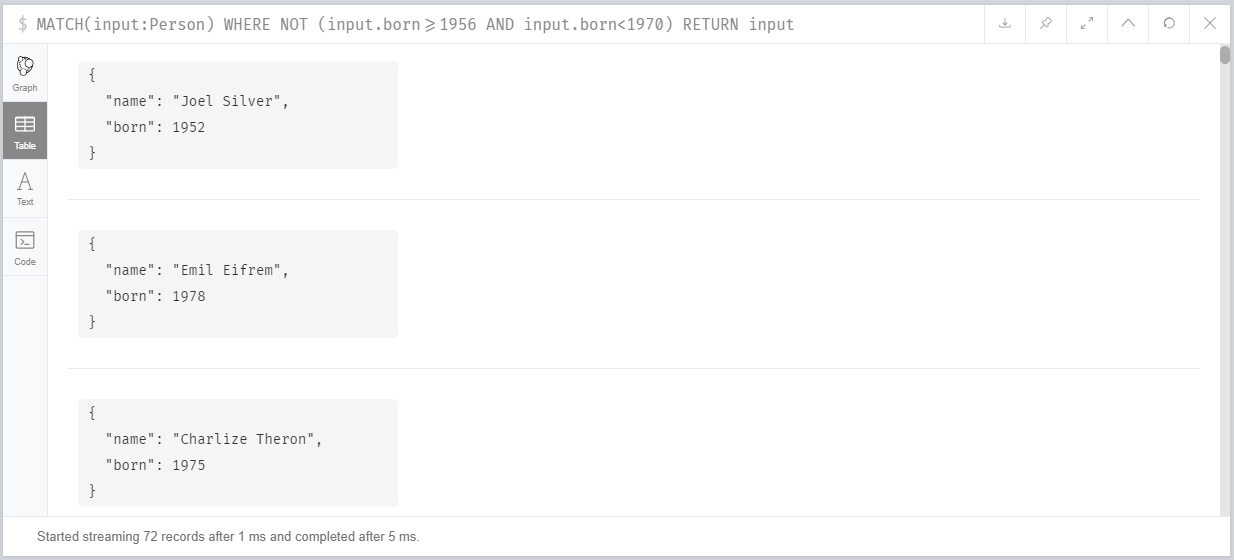 $ MATCH(input:Person) WHERE NOT (input.born>=1956 AND input.born<1970) RETURN input
Graph
Table
Text
Code
{
"name": "Joel Silver",
"born": 1952
}
{
"name": "Emil Eifrem",
"born": 1978
}
{
"name": "Charlize Theron",
"born": 1975
}
Started streaming 72 records after 1 ms and completed after 5 ms.